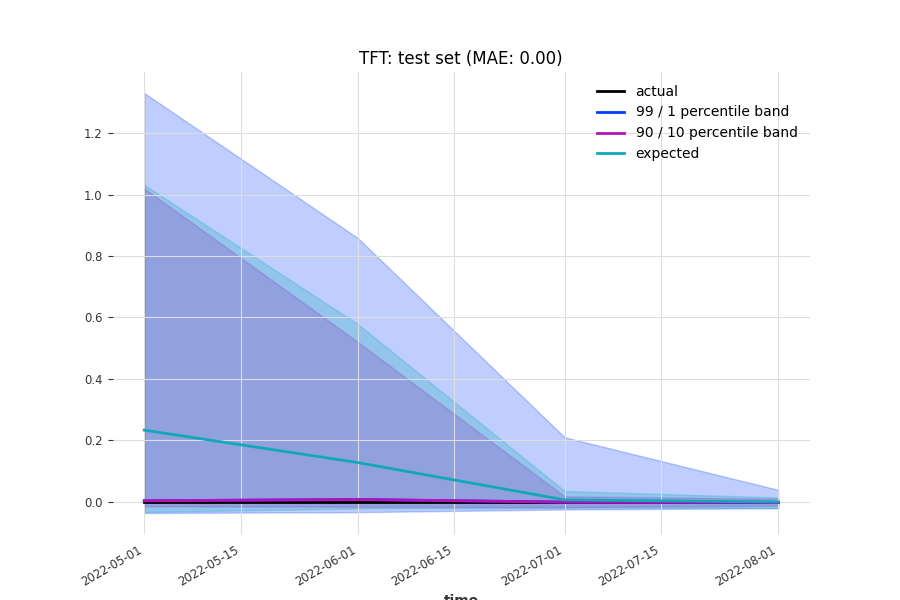 TFT: test set (MAE: 0.00)
actual
99 / 1 percentile band
90 / 10 percentile band
expected
1.2
1.0
0.8
0.6
0.4
0.2
0.0
2022-05-01
2022-05-15
2022-06-01
2022-06-15
2022-07-01
2022-07-15
2022-08-01
time